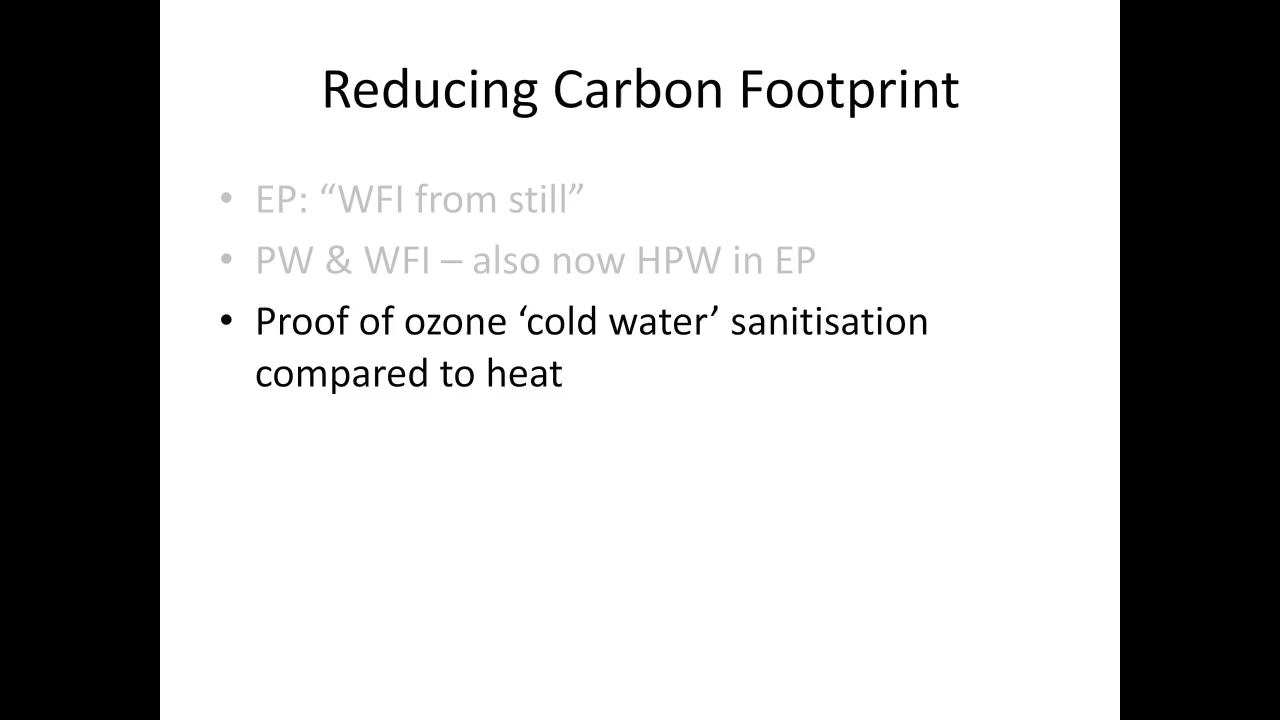 Reducing Carbon Footprint
• EP: “WFI from still”
• PW & WFI – also now HPW in EP
• Proof of ozone ‘cold water’ sanitisation
compared to heat